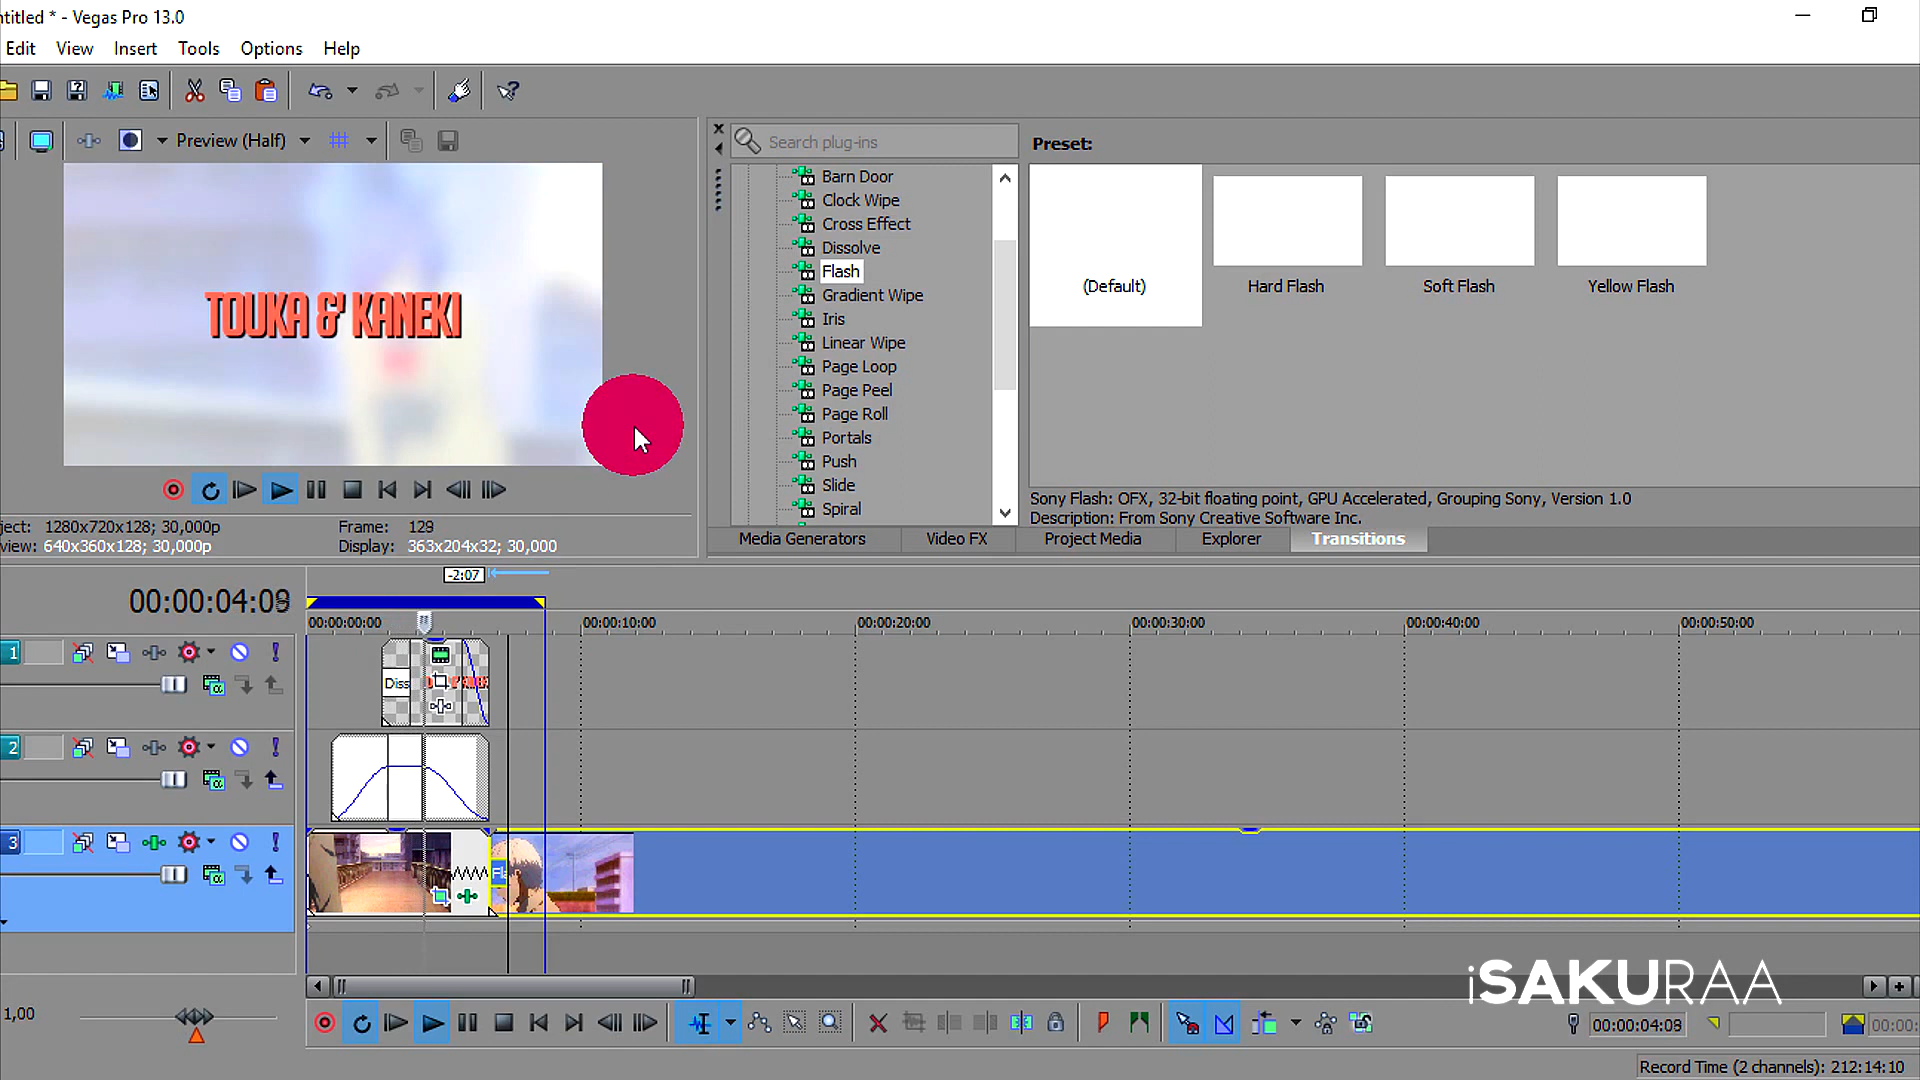 ntitled * - Vegas Pro 13.0
Edit View Insert Tools Options Help
Preview (Half)
Search plug-ins
Preset:
Barn Door
Clock Wipe
Cross Effect
Dissolve
Flash
Gradient Wipe
Iris
Linear Wipe
Page Loop
Page Peel
Page Roll
Portals
Push
Slide
Spiral
(Default)
Hard Flash
Soft Flash
Yellow Flash
TOUKA & KANEKI
Sony Flash: OFX, 32-bit floating point, GPU Accelerated, Grouping Sony, Version 1.0
Description: From Sony Creative Software Inc.
ject: 1280x720x128; 30,000p
Frame: 129
view: 640x360x128; 30,000p
Display: 363x204x32; 30,000
Media Generators Video FX Project Media Explorer Transitions
-2:07
00:00:04:09
00:00:00:00 00:00:10:00 00:00:20:00 00:00:30:00 00:00:40:00 00:00:50:00
1
Diss
2
3
Fl
iSAKURAA
1,00
00:00:04:09
00:00:
Record Time (2 channels): 212:14:10